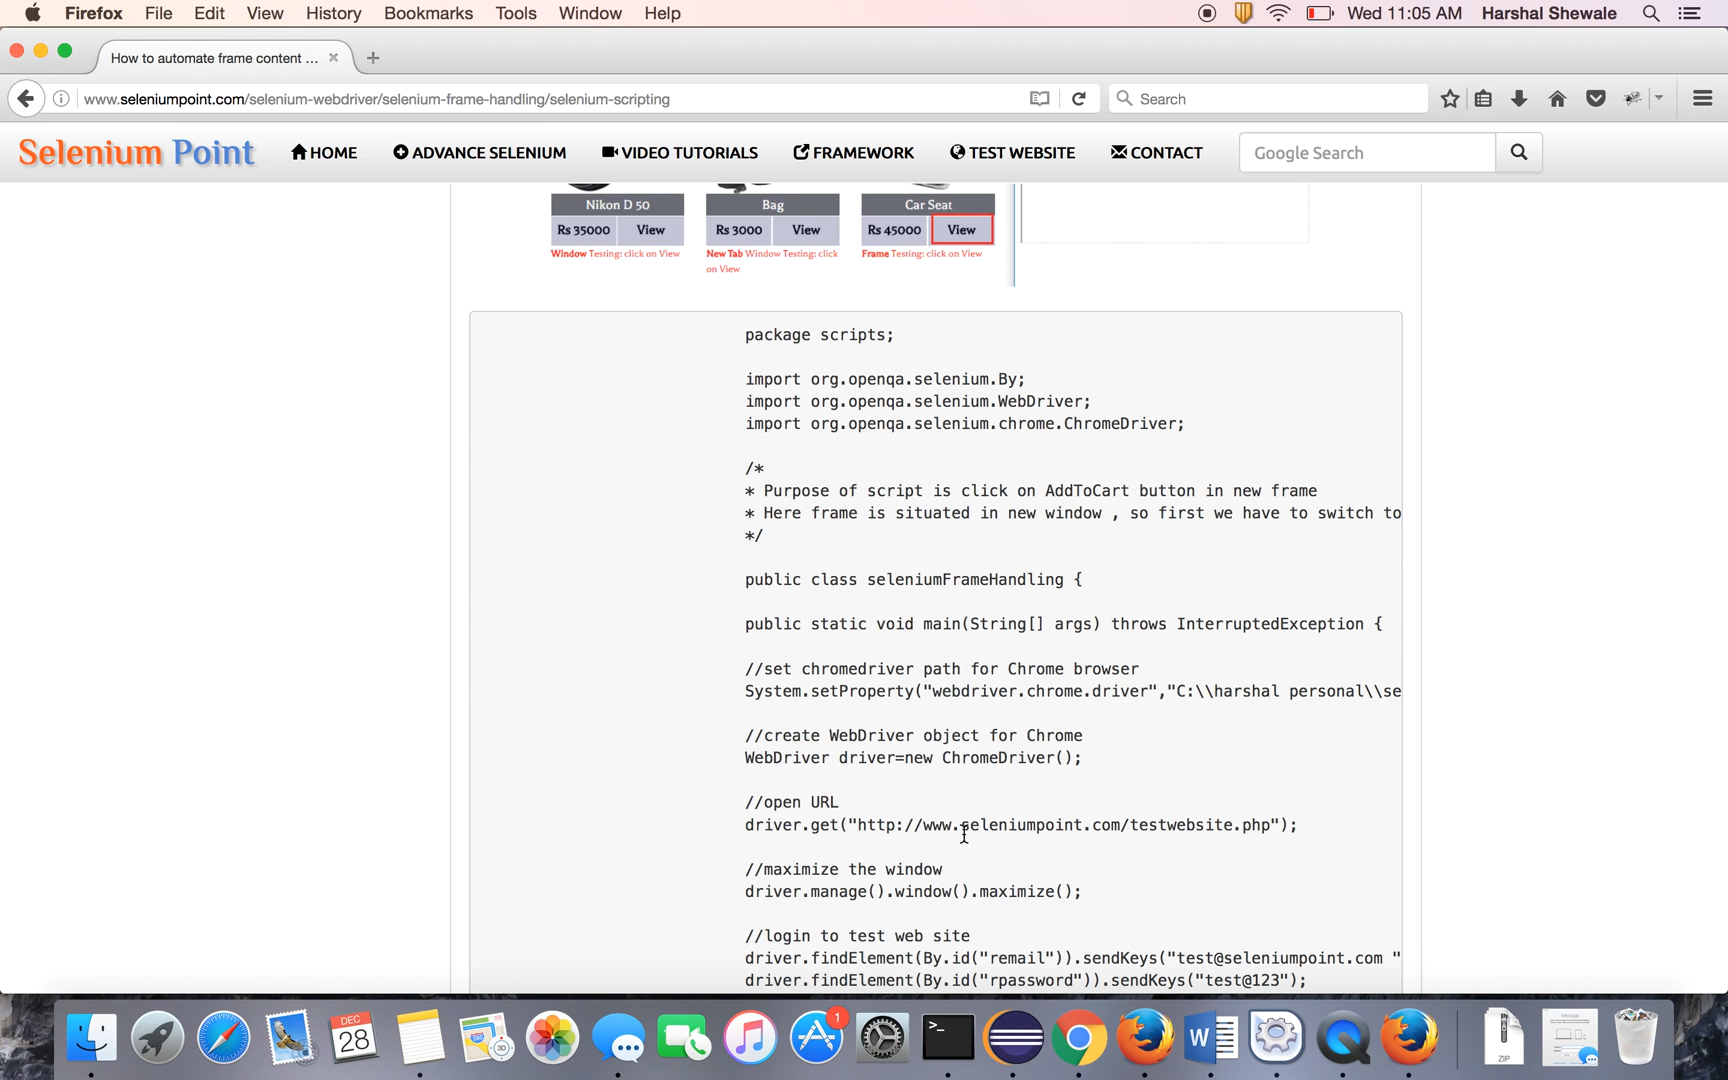 Firefox File Edit View History Bookmarks Tools Window Help Wed 11:05 AM Harshal Shewale
How to automate frame content ...
www.seleniumpoint.com/selenium-webdriver/selenium-frame-handling/selenium-scripting Search
Selenium Point HOME ADVANCE SELENIUM VIDEO TUTORIALS FRAMEWORK TEST WEBSITE CONTACT Google Search
Nikon D 50 Bag Car Seat
Rs 35000 View Rs 3000 View Rs 45000 View
Window Testing: click on View New Tab Window Testing: click Frame Testing: click on View
on View
package scripts;
import org.openqa.selenium.By;
import org.openqa.selenium.WebDriver;
import org.openqa.selenium.chrome.ChromeDriver;
/*
* Purpose of script is click on AddToCart button in new frame
* Here frame is situated in new window , so first we have to switch to
*/
public class seleniumFrameHandling {
public static void main(String[] args) throws InterruptedException {
//set chromedriver path for Chrome browser
System.setProperty("webdriver.chrome.driver","C:\\harshal personal\\se
//create WebDriver object for Chrome
WebDriver driver=new ChromeDriver();
//open URL
driver.get("http://www.seleniumpoint.com/testwebsite.php");
//maximize the window
driver.manage().window().maximize();
//login to test web site
driver.findElement(By.id("remail")).sendKeys("test@seleniumpoint.com "
driver.findElement(By.id("rpassword")).sendKeys("test@123");
DEC
28
3D
1
>_
W
ZIP